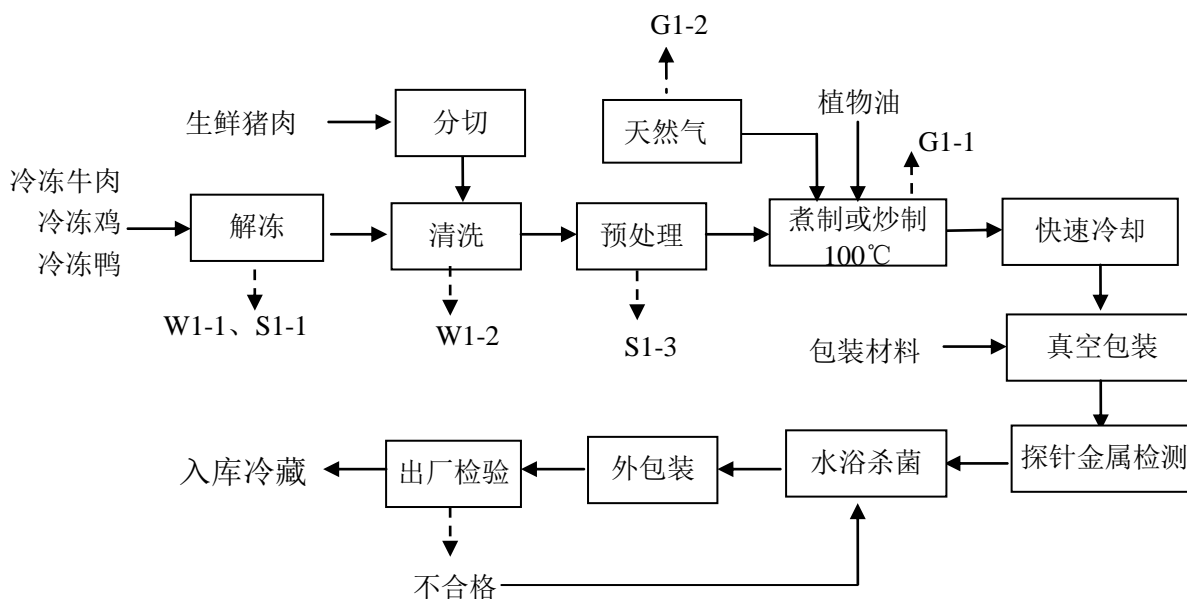 G1-2
生鲜猪肉
分切
天然气
植物油
G1-1
冷冻牛肉
冷冻鸡
冷冻鸭
解冻
清洗
预处理
煮制或炒制
100℃
快速冷却
W1-1、S1-1
W1-2
S1-3
包装材料
真空包装
入库冷藏
出厂检验
外包装
水浴杀菌
探针金属检测
不合格